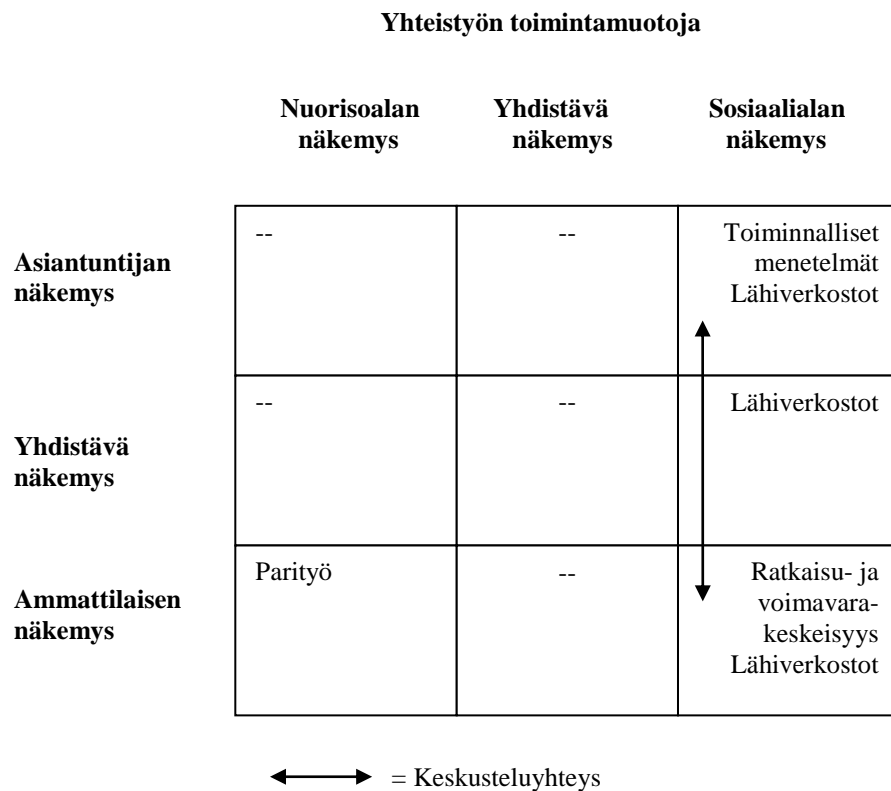 Yhteistyön toimintamuotoja
Nuorisoalan
näkemys
Yhdistävä
näkemys
Sosiaalialan
näkemys
Asiantuntijan
näkemys
--
--
Toiminnalliset
menetelmät
Lähiverkostot
Yhdistävä
näkemys
--
--
Lähiverkostot
Ammattilaisen
näkemys
Parityö
--
Ratkaisu- ja
voimavara-
keskeisyys
Lähiverkostot
= Keskusteluyhteys